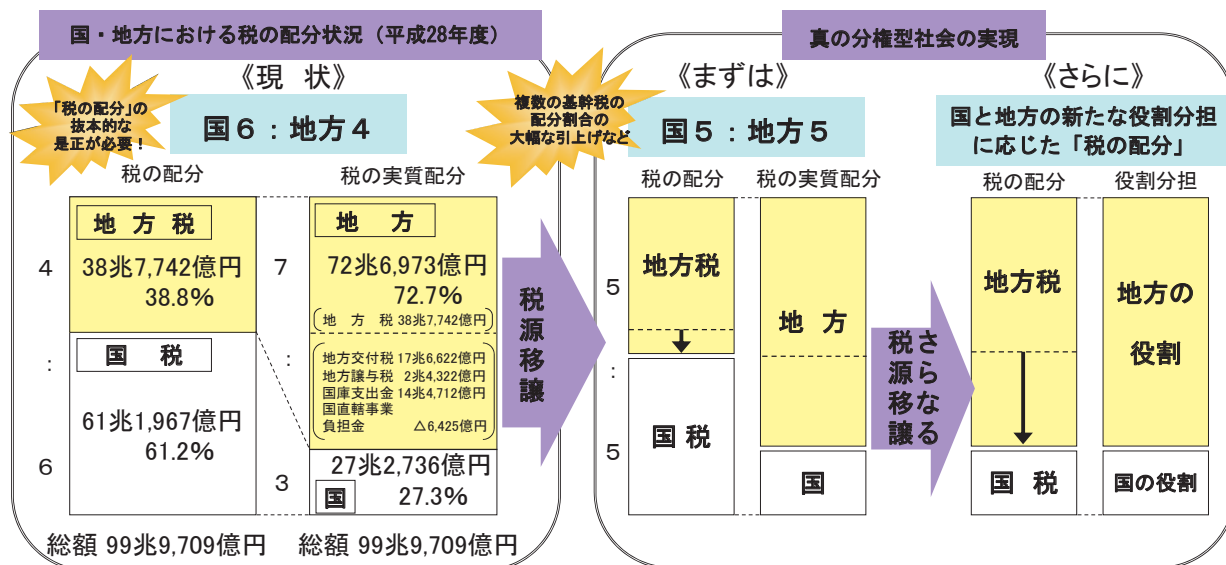 国・地方における税の配分状況（平成28年度）
《現 状》
「税の配分」の
抜本的な
是正が必要！
国６：地方４
税の配分
税の実質配分
４
：
６
地 方 税
38兆7,742億円
38.8%
国 税
61兆1,967億円
61.2%
総額 99兆9,709億円
７
：
３
地 方
72兆6,973億円
72.7%
地 方 税 38兆7,742億円
地方交付税 17兆6,622億円
地方譲与税 2兆4,322億円
国庫支出金 14兆4,712億円
国直轄事業
負担金 △6,425億円
27兆2,736億円
国
27.3%
総額 99兆9,709億円
税源移譲
真の分権型社会の実現
複数の基幹税の
配分割合の
大幅な引上げなど
《まずは》
国５：地方５
税の配分
税の実質配分
５
：
５
地方税
国税
地 方
国
さらなる
税源移譲
《さらに》
国と地方の新たな役割分担
に応じた「税の配分」
税の配分
役割分担
地方税
国 税
地方の
役割
国の役割